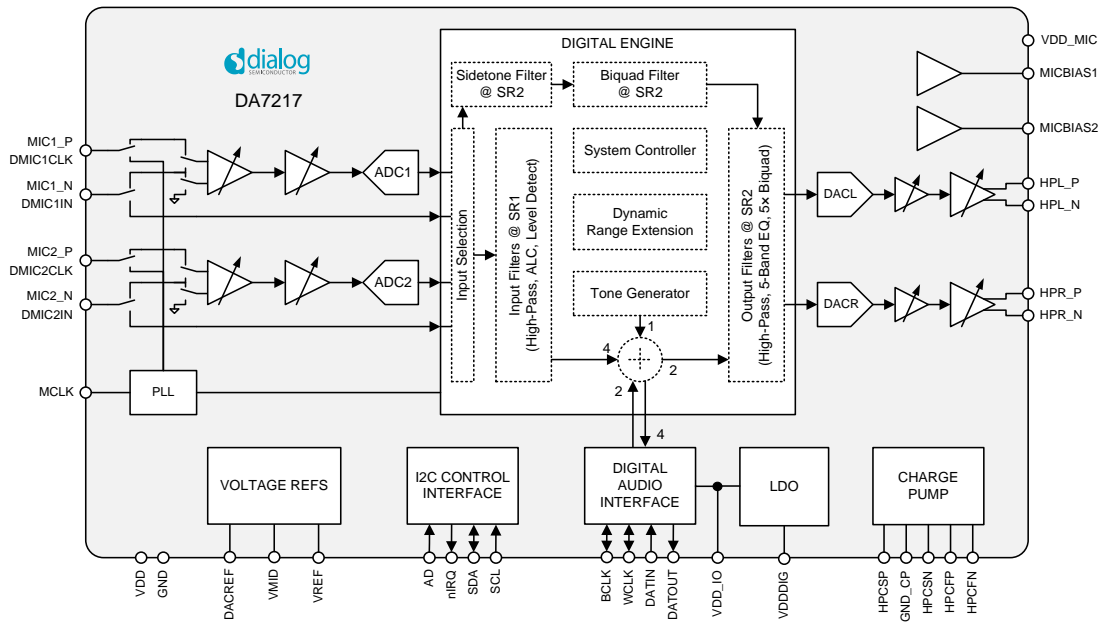 DIGITAL ENGINE
VDD_MIC
dialog
SEMICONDUCTOR
DA7217
Sidetone Filter
@ SR2
Biquad Filter
@ SR2
MICBIAS1
MICBIAS2
MIC1_P
DMIC1CLK
MIC1_N
DMIC1IN
ADC1
MIC2_P
DMIC2CLK
MIC2_N
DMIC2IN
ADC2
Input Selection
Input Filters @ SR1
(High-Pass, ALC, Level Detect)
System Controller
Dynamic
Range Extension
Tone Generator
1
4
2
2
4
Output Filters @ SR2
(High-Pass, 5-Band EQ, 5x Biquad)
DACL
HPL_P
HPL_N
DACR
HPR_P
HPR_N
MCLK
PLL
VOLTAGE REFS
I2C CONTROL
INTERFACE
DIGITAL
AUDIO
INTERFACE
LDO
CHARGE
PUMP
VDD
GND
DACREF
VMID
VREF
AD
nIRQ
SDA
SCL
BCLK
WCLK
DATIN
DATOUT
VDD_IO
VDDDIG
HPCSP
GND_CP
HPCSN
HPCFP
HPCFN